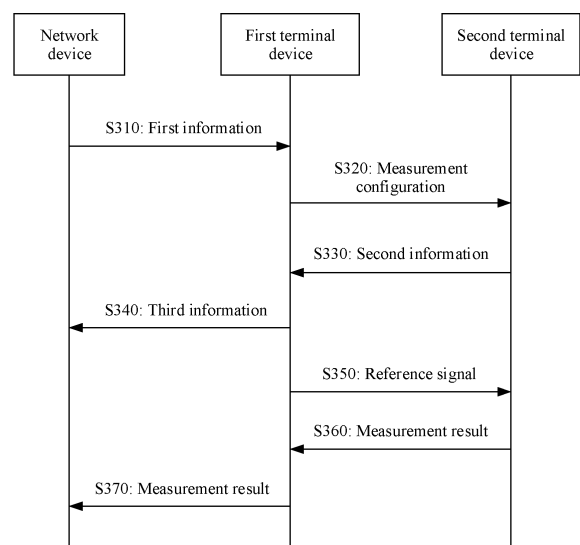 Network
device
First terminal
device
Second terminal
device
S310: First information
S320: Measurement
configuration
S330: Second information
S340: Third information
S350: Reference signal
S360: Measurement result
S370: Measurement result